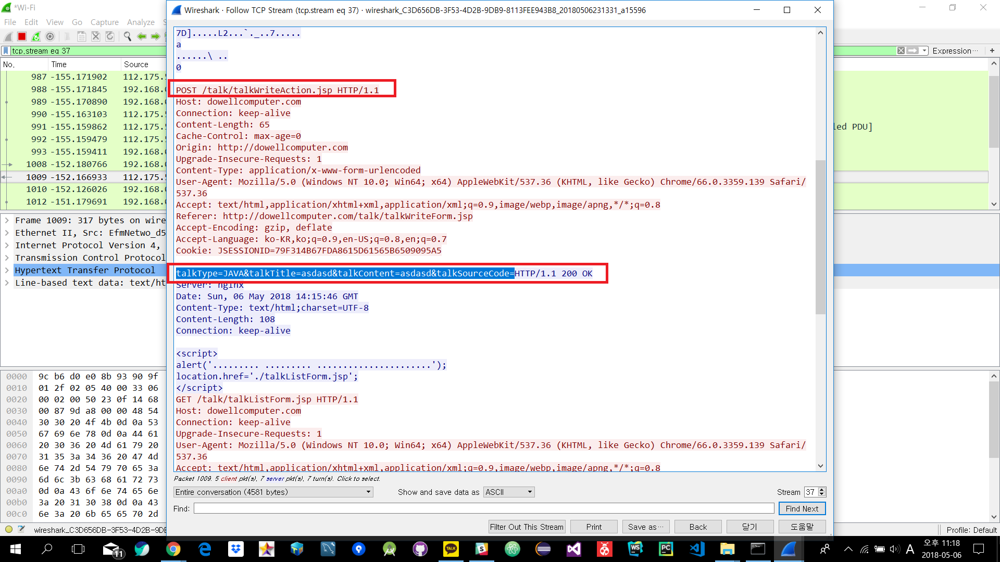 *Wi-Fi
File Edit View Go Capture Analyze
tcp.stream eq 37
Expression…
+
No. Time Source
987 -155.171902 112.175.
988 -155.171845 192.168.
989 -155.170890 192.168.
990 -155.163103 112.175.
991 -155.159862 112.175.
992 -155.159479 112.175.
993 -155.159411 192.168.
1008 -152.180766 192.168.
1009 -152.166933 112.175.
1010 -152.126026 192.168.
1012 -151.179691 192.168.
led PDU]
Frame 1009: 317 bytes on wire
Ethernet II, Src: EfmNetwo_d5
Internet Protocol Version 4,
Transmission Control Protocol
Hypertext Transfer Protocol
Line-based text data: text/ht
0000 9c b6 d0 e0 8b 93 90 9f
0010 01 2f 02 05 40 00 33 06
0020 00 02 00 50 23 0f 14 68
0030 00 87 9d a8 00 00 48 54
0040 30 30 20 4f 4b 0d 0a 53
0050 67 69 6e 78 0d 0a 44 61
0060 20 30 36 20 4d 61 79 20
0070 31 35 3a 34 36 20 47 4d
0080 6e 74 2d 54 79 70 65 3a
0090 6d 6c 3b 63 68 61 72 73
00a0 0d 0a 43 6f 6e 74 65 6e
00b0 3a 20 31 30 38 0d 0a 43
00c0 6e 3a 20 6b 65 65 70 2d
wireshark_C3D656DB-3F53-4D2B-9DB
Profile: Default
Wireshark · Follow TCP Stream (tcp.stream eq 37) · wireshark_C3D656DB-3F53-4D2B-9DB9-8113FEE943B8_20180506231331_a15596
7D].....L2...`._..7.....
a
......\ ..
0
POST /talk/talkWriteAction.jsp HTTP/1.1
Host: dowellcomputer.com
Connection: keep-alive
Content-Length: 65
Cache-Control: max-age=0
Origin: http://dowellcomputer.com
Upgrade-Insecure-Requests: 1
Content-Type: application/x-www-form-urlencoded
User-Agent: Mozilla/5.0 (Windows NT 10.0; Win64; x64) AppleWebKit/537.36 (KHTML, like Gecko) Chrome/66.0.3359.139 Safari/
537.36
Accept: text/html,application/xhtml+xml,application/xml;q=0.9,image/webp,image/apng,*/*;q=0.8
Referer: http://dowellcomputer.com/talk/talkWriteForm.jsp
Accept-Encoding: gzip, deflate
Accept-Language: ko-KR,ko;q=0.9,en-US;q=0.8,en;q=0.7
Cookie: JSESSIONID=79F314B67FDA8615D61565B6509095A5
talkType=JAVA&talkTitle=asdasd&talkContent=asdasd&talkSourceCode=HTTP/1.1 200 OK
Server: nginx
Date: Sun, 06 May 2018 14:15:46 GMT
Content-Type: text/html;charset=UTF-8
Content-Length: 108
Connection: keep-alive
<script>
alert('......... ......... ......................');
location.href='./talkListForm.jsp';
</script>
GET /talk/talkListForm.jsp HTTP/1.1
Host: dowellcomputer.com
Connection: keep-alive
Upgrade-Insecure-Requests: 1
User-Agent: Mozilla/5.0 (Windows NT 10.0; Win64; x64) AppleWebKit/537.36 (KHTML, like Gecko) Chrome/66.0.3359.139 Safari/
537.36
Accept: text/html,application/xhtml+xml,application/xml;q=0.9,image/webp,image/apng,*/*;q=0.8
Packet 1009. 5 client pkt(s), 7 server pkt(s), 7 turn(s). Click to select.
Entire conversation (4581 bytes)
Show and save data as ASCII
Stream 37
Find:
Find Next
Filter Out This Stream
Print
Save as…
Back
닫기
도움말
11
TALK
WS
PC
A
오후 11:18
2018-05-06